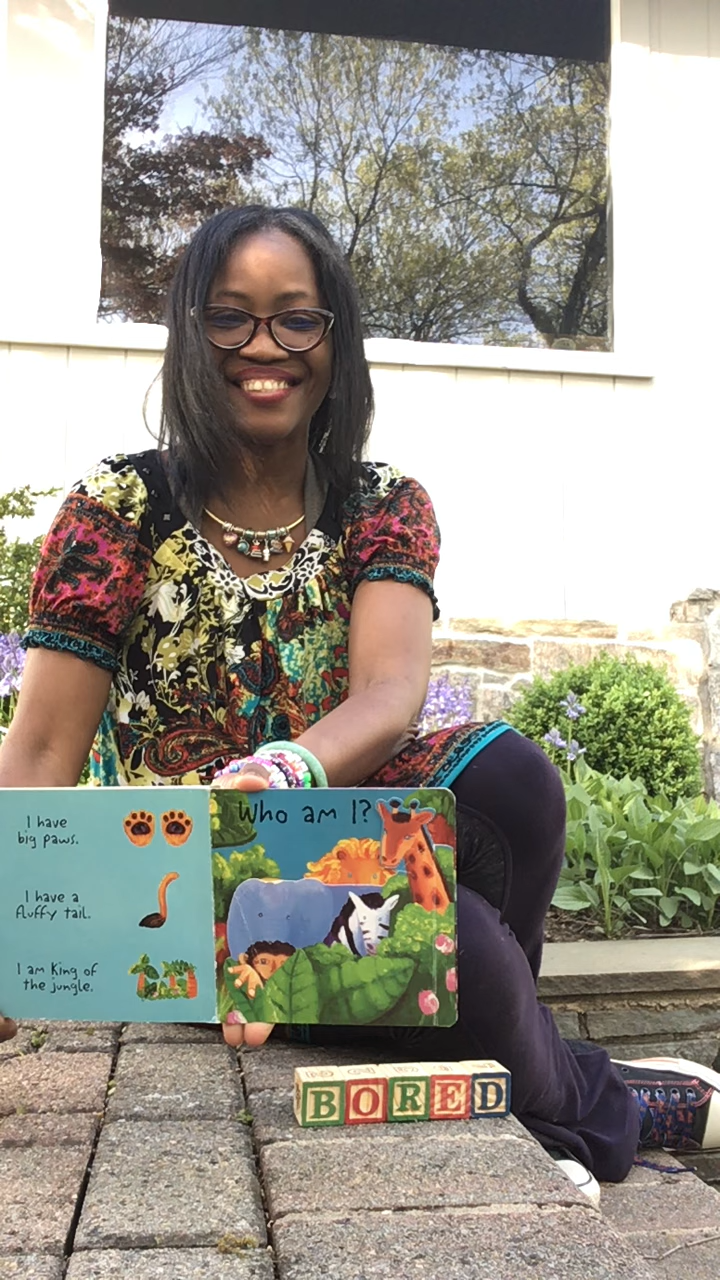 I have
big paws.
I have a
fluffy tail.
I am King of
the jungle.
Who am I?
BORED